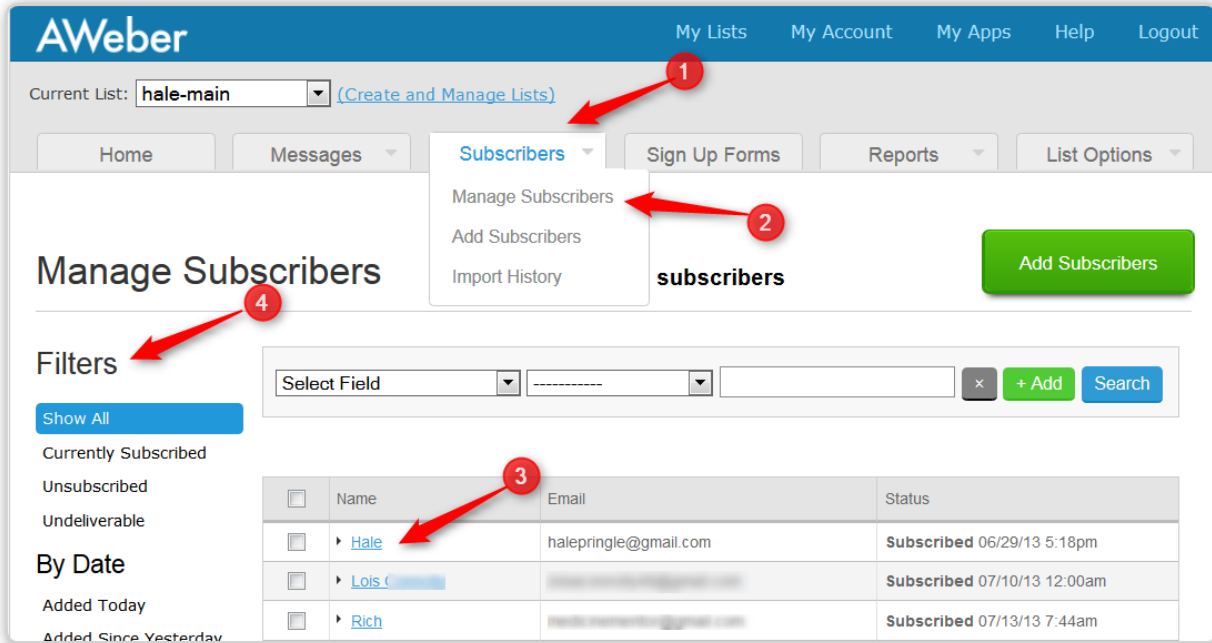 AWeber
My Lists My Account My Apps Help Logout
1
Current List: hale-main (Create and Manage Lists)
Home Messages Subscribers Sign Up Forms Reports List Options
Manage Subscribers
2
Add Subscribers
Import History
Manage Subscribers subscribers
Add Subscribers
4
Filters
Select Field ----------- × + Add Search
Show All
Currently Subscribed
Unsubscribed
Undeliverable
By Date
Added Today
Added Since Yesterday
3
Name Email Status
Hale halepringle@gmail.com Subscribed 06/29/13 5:18pm
Lois Subscribed 07/10/13 12:00am
Rich Subscribed 07/13/13 7:44am